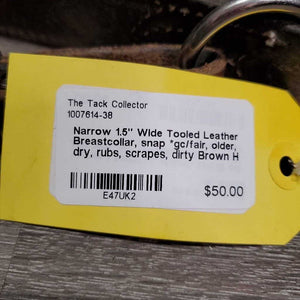 The Tack Collector
1007614-38
Narrow 1.5" Wide Tooled Leather
Breastcollar, snap *gc/fair, older,
dry, rubs, scrapes, dirty Brown H
$50.00
E47UK2